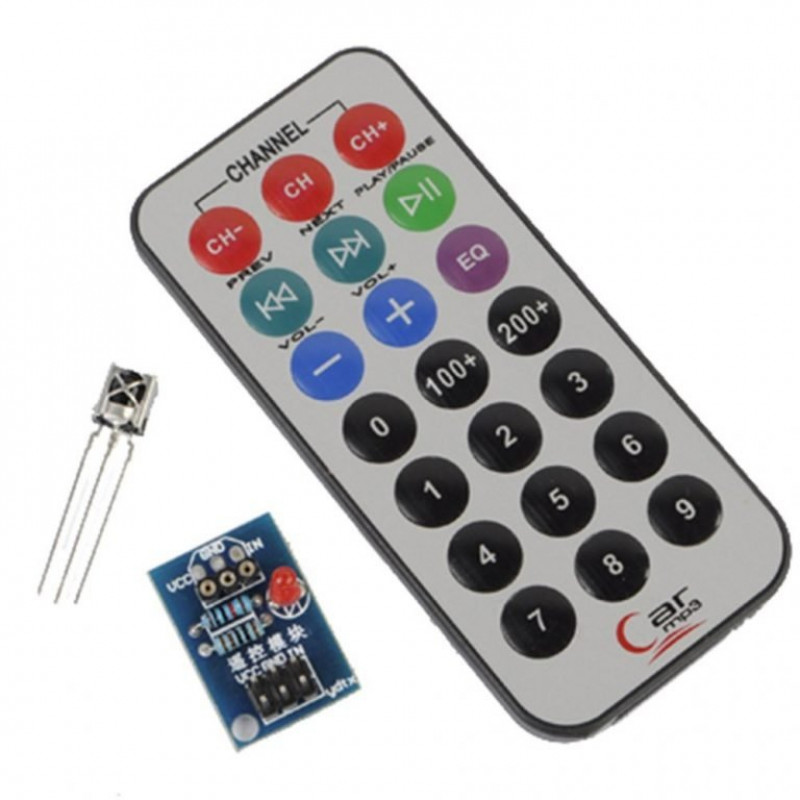 CHANNEL
CH- CH CH+
PREV NEXT PLAY/PAUSE
VOL- VOL+ EQ
0 100+ 200+
1 2 3
4 5 6
7 8 9
Car
mp3
GND
VCC IN
遥控模块
VCC GND IN
ydtx